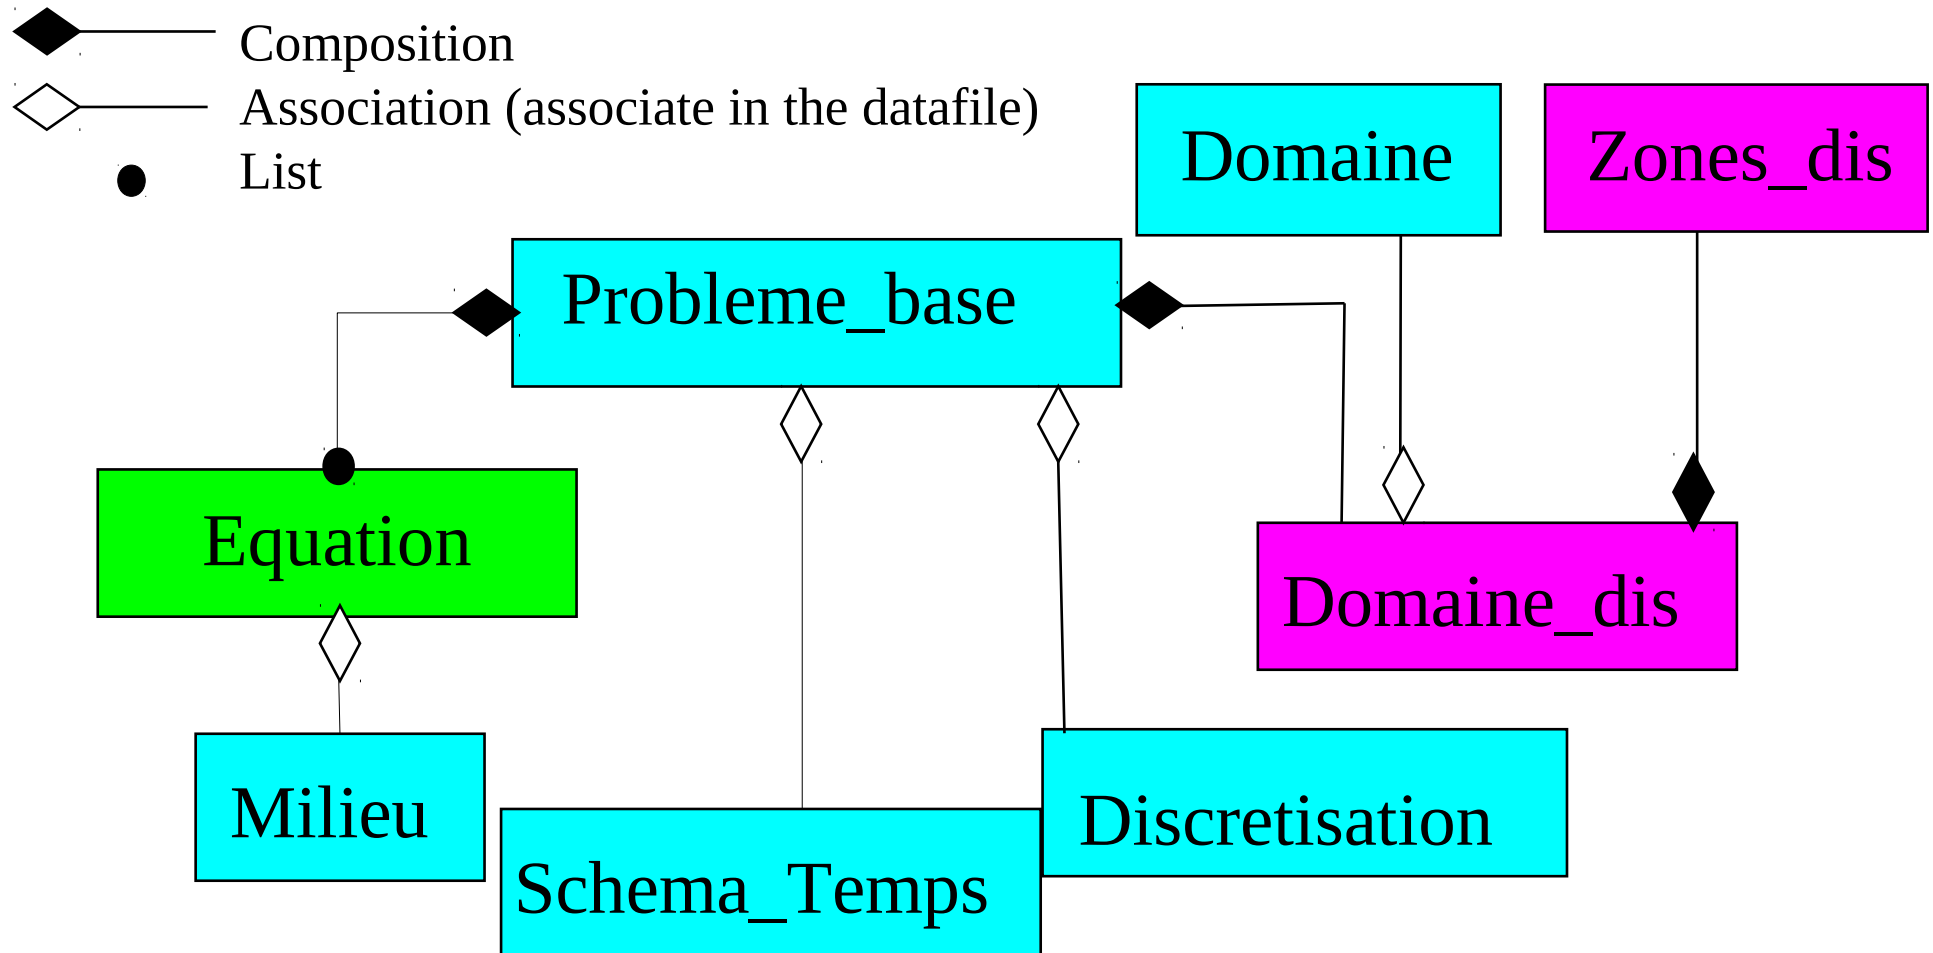 Composition
Association (associate in the datafile)
List
Domaine
Zones_dis
Probleme_base
Equation
Domaine_dis
Milieu
Discretisation
Schema_Temps